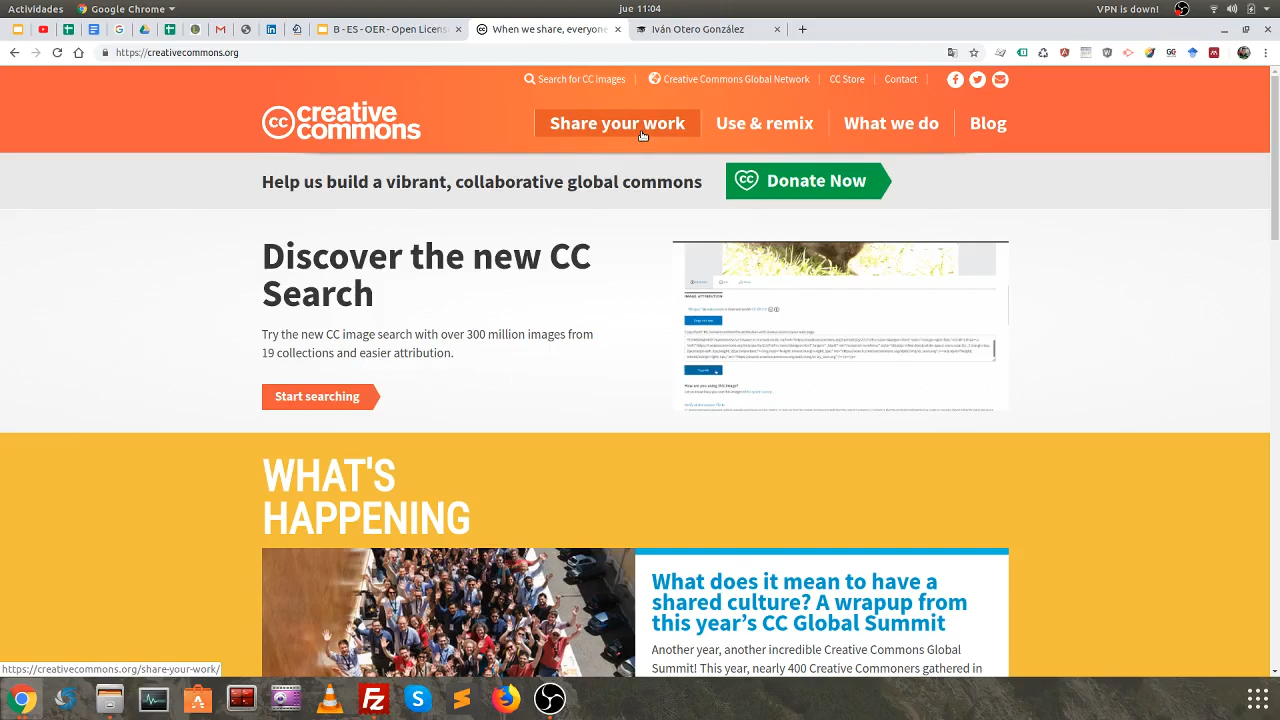 Actividades
Google Chrome
jue 11:04
VPN is down!
B - ES - OER - Open Licens
When we share, everyone
Iván Otero González
https://creativecommons.org
Search for CC images
Creative Commons Global Network
CC Store
Contact
cc creative commons
Share your work
Use & remix
What we do
Blog
Help us build a vibrant, collaborative global commons
Donate Now
Discover the new CC
Search
Try the new CC image search with over 300 million images from
19 collections and easier attribution.
Start searching
IMAGE ATTRIBUTION
WHAT'S
HAPPENING
What does it mean to have a
shared culture? A wrapup from
this year's CC Global Summit
Another year, another incredible Creative Commons Global
Summit! This year, nearly 400 Creative Commoners gathered in
https://creativecommons.org/share-your-work/